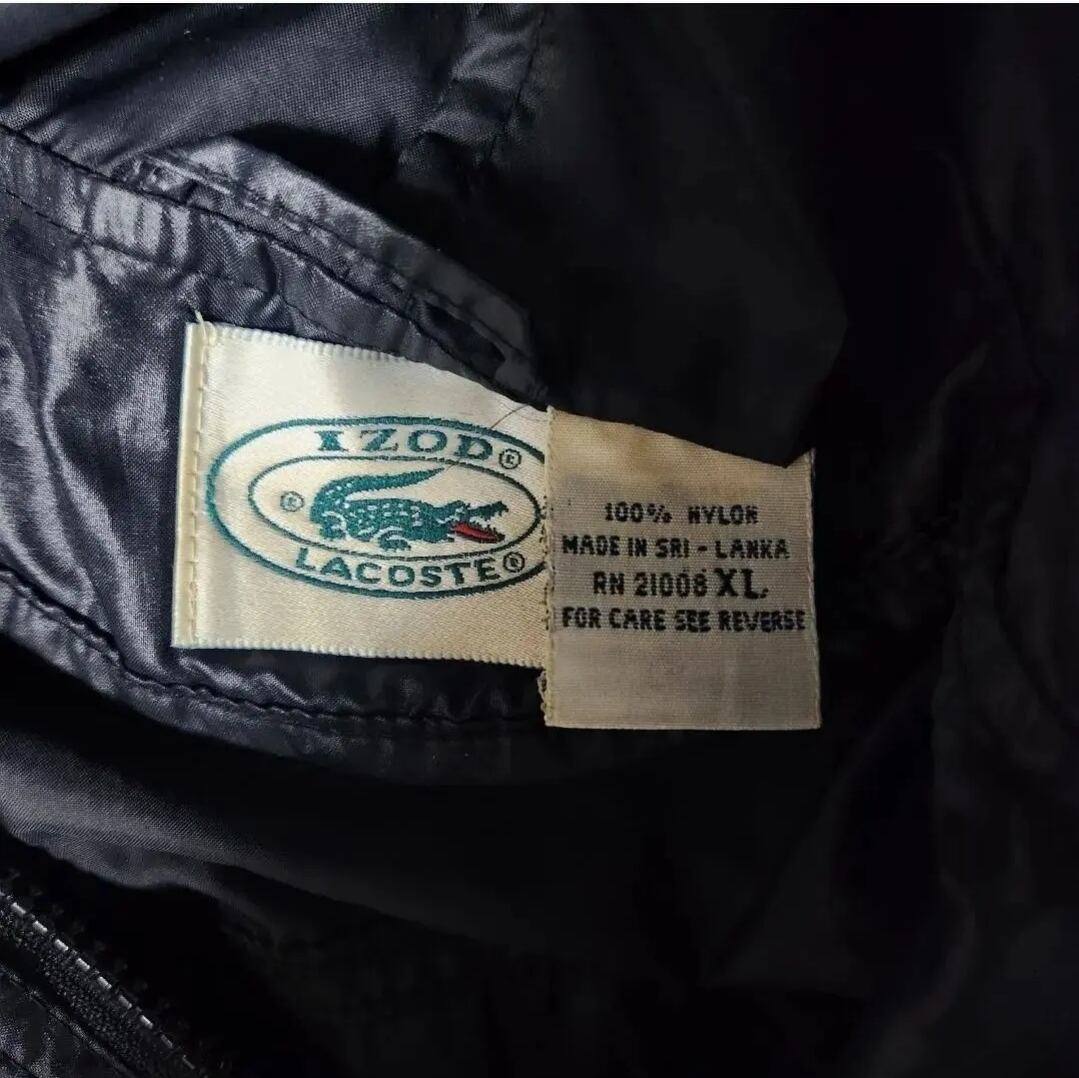 IZOD®
®
LACOSTE®
100% NYLON
MADE IN SRI - LANKA
RN 21008 XL.
FOR CARE SEE REVERSE